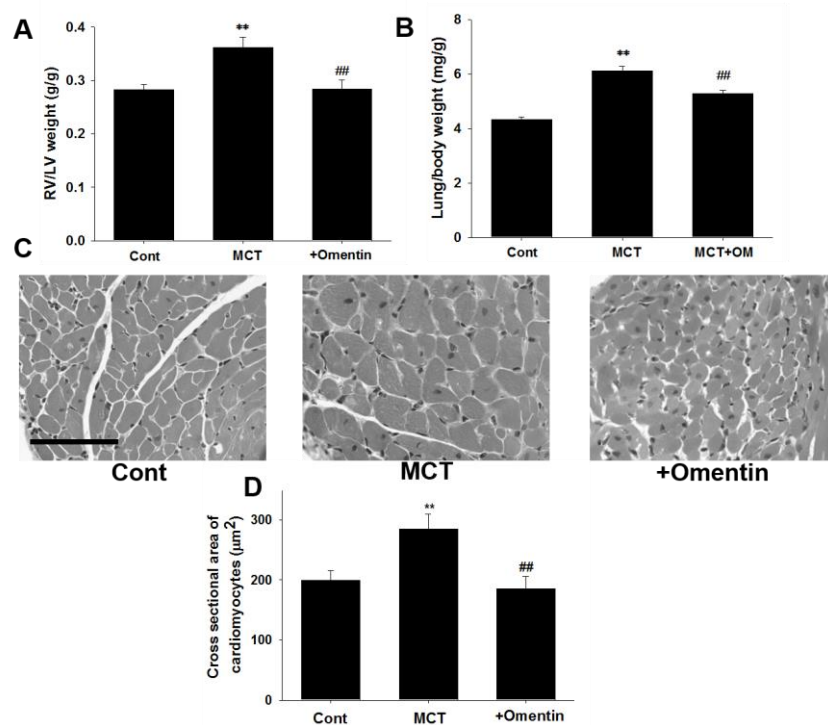 A
RV/LV weight (g/g)
0.4
0.3
0.2
0.1
0.0
**
##
Cont
MCT
+Omentin
B
Lung/body weight (mg/g)
8
6
4
2
0
**
##
Cont
MCT
MCT+OM
C
Cont
MCT
+Omentin
D
Cross sectional area of
cardiomyocytes (μm²)
300
200
100
0
**
##
Cont
MCT
+Omentin